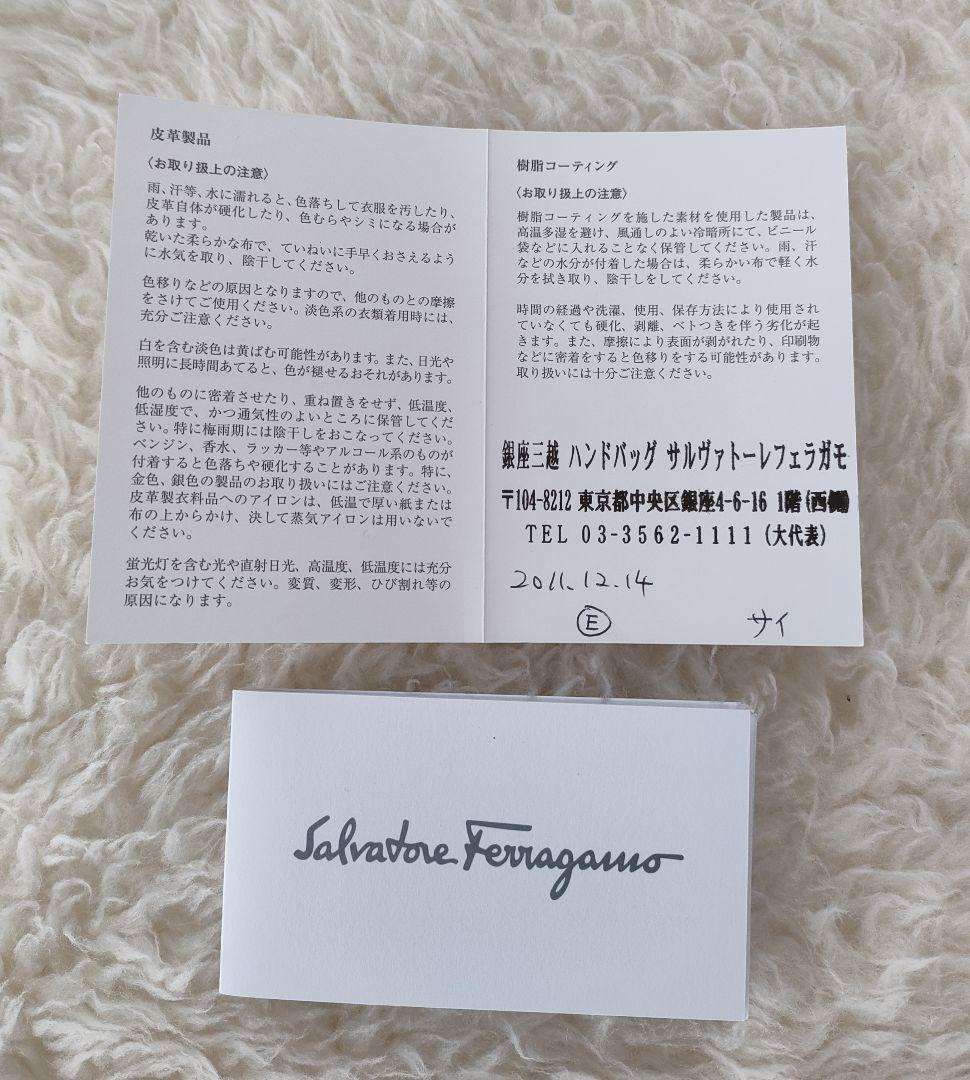 皮革製品
〈お取り扱上の注意〉
雨、汗等、水に濡れると、色落ちして衣服を汚したり、
皮革自体が硬化したり、色むらやシミになる場合が
あります。
乾いた柔らかな布で、ていねいに手早くおさえるよう
に水気を取り、陰干してください。
色移りなどの原因となりますので、他のものとの摩擦
をさけてご使用ください。淡色系の衣類着用時には、
充分ご注意ください。
白を含む淡色は黄ばむ可能性があります。また、日光や
照明に長時間あてると、色が褪せるおそれがあります。
他のものに密着させたり、重ね置きをせず、低温度、
低湿度で、かつ通気性のよいところに保管してくだ
さい。特に梅雨期には陰干しをおこなってください。
ベンジン、香水、ラッカー等やアルコール系のものが
付着すると色落ちや硬化することがあります。特に、
金色、銀色の製品のお取り扱いにはご注意ください。
皮革製衣料品へのアイロンは、低温で厚い紙または
布の上からかけ、決して蒸気アイロンは用いないで
ください。
蛍光灯を含む光や直射日光、高温度、低温度には充分
お気をつけてください。変質、変形、ひび割れ等の
原因になります。
樹脂コーティング
〈お取り扱上の注意〉
樹脂コーティングを施した素材を使用した製品は、
高温多湿を避け、風通しのよい冷暗所にて、ビニール
袋などに入れることなく保管してください。雨、汗
などの水分が付着した場合は、柔らかい布で軽く水
分を拭き取り、陰干しをしてください。
時間の経過や洗濯、使用、保存方法により使用され
ていなくても硬化、剥離、ベトつきを伴う劣化が起
きます。また、摩擦により表面が剥がれたり、印刷物
などに密着をすると色移りをする可能性があります。
取り扱いには十分ご注意ください。
銀座三越 ハンドバッグ サルヴァトーレフェラガモ
〒104-8212 東京都中央区銀座4-6-16 1階(西側)
TEL 03-3562-1111(大代表)
2011.12.14
E サイ
Salvatore Ferragamo